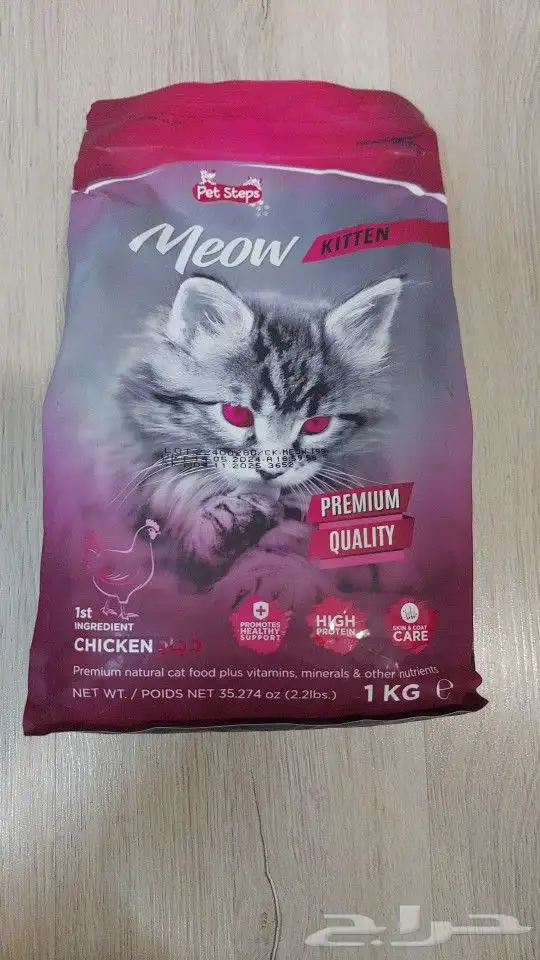 Pet Steps
Meow KITTEN
PREMIUM
QUALITY
1st
INGREDIENT
CHICKEN دجاج
PROMOTES
HEALTHY
SUPPORT
HIGH
PROTEIN
SKIN & COAT
CARE
Premium natural cat food plus vitamins, minerals & other nutrients
NET WT. / POIDS NET 35.274 oz (2.2lbs.) 1 KG e
حراج